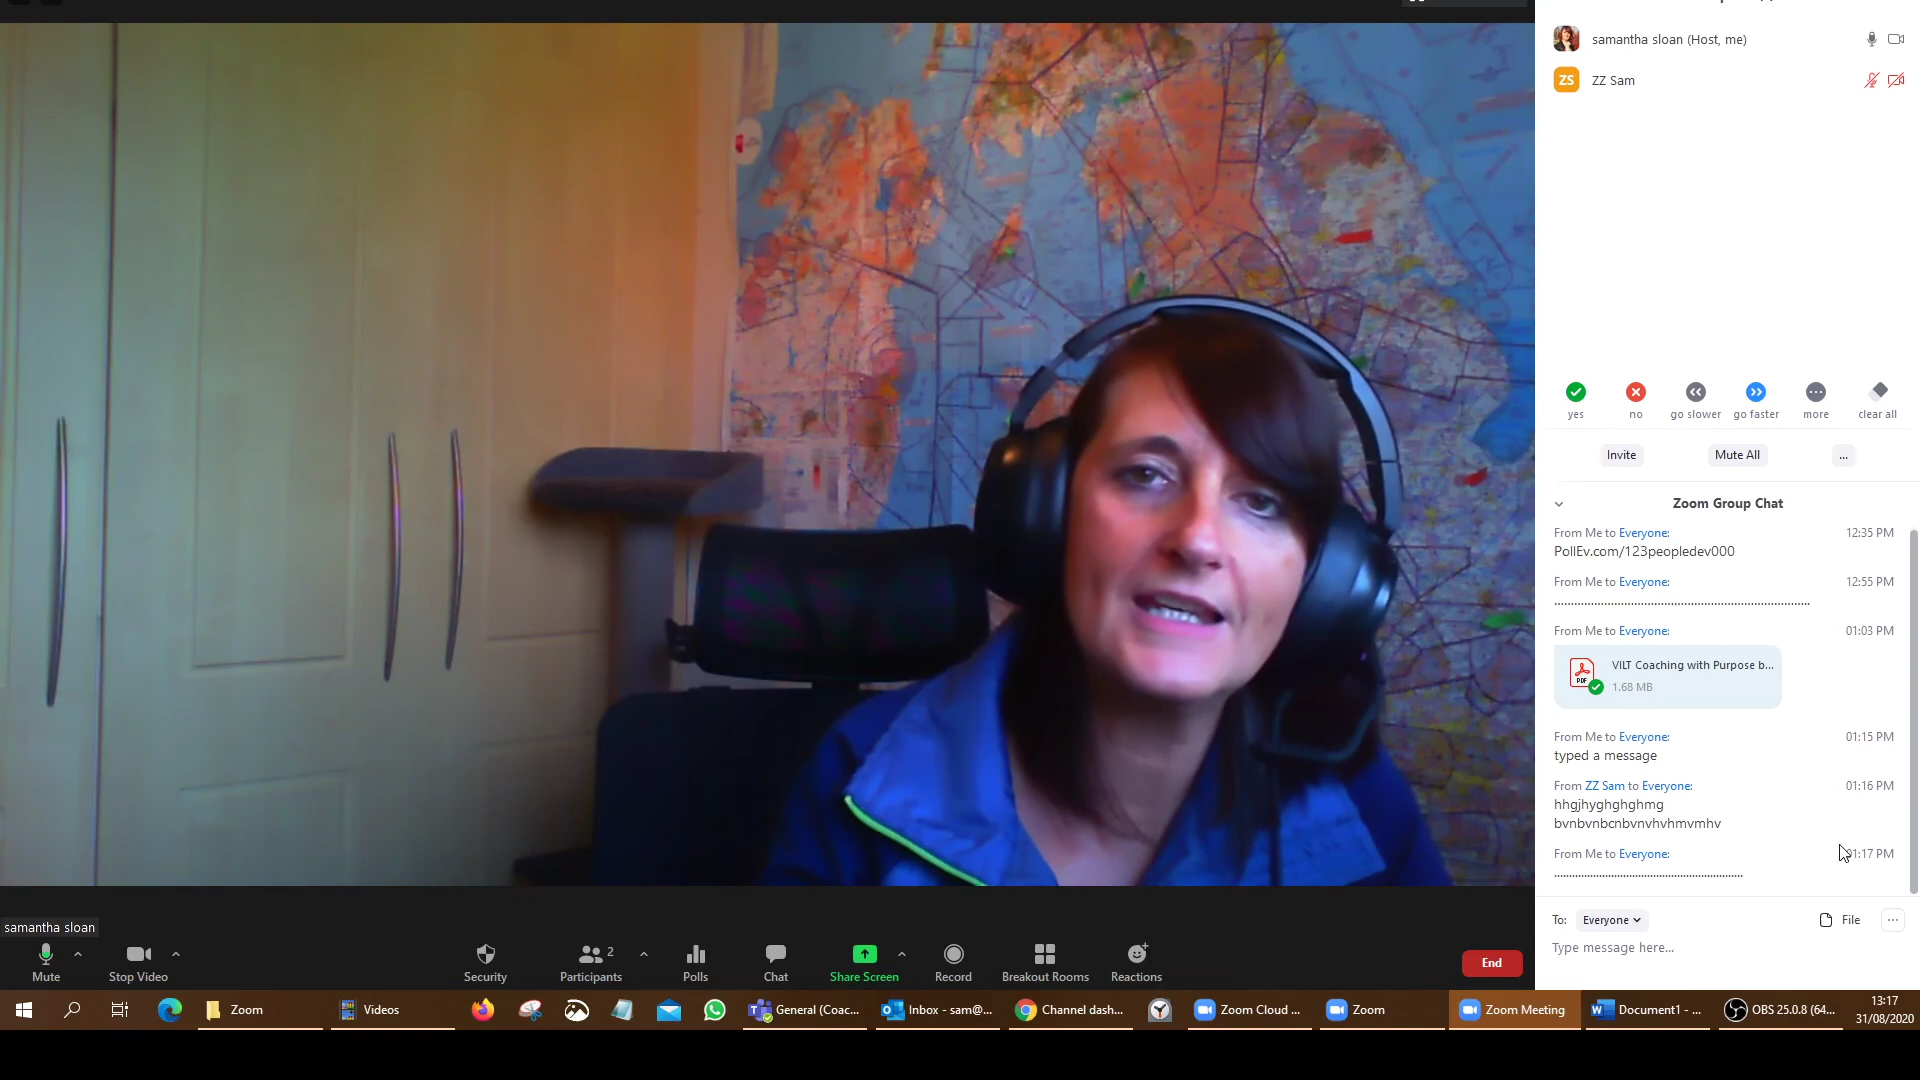 samantha sloan (Host, me)
ZS
ZZ Sam
yes
no
go slower
go faster
more
clear all
Invite
Mute All
...
Zoom Group Chat
From Me to Everyone: 12:35 PM
PollEv.com/123peopledev000
From Me to Everyone: 12:55 PM
................................................................................
From Me to Everyone: 01:03 PM
VILT Coaching with Purpose b...
PDF
1.68 MB
From Me to Everyone: 01:15 PM
typed a message
From ZZ Sam to Everyone: 01:16 PM
hhgjhyghghghmg
bvnbvnbcnbvnvhvhmvmhv
From Me to Everyone: 01:17 PM
...............................................................
To: Everyone File ...
Type message here...
samantha sloan
Mute
Stop Video
Security
Participants 2
Polls
Chat
Share Screen
Record
Breakout Rooms
Reactions
End
Zoom
Videos
General (Coac...
Inbox - sam@...
Channel dash...
Zoom Cloud ...
Zoom
Zoom Meeting
Document1 - ...
OBS 25.0.8 (64...
13:17
31/08/2020